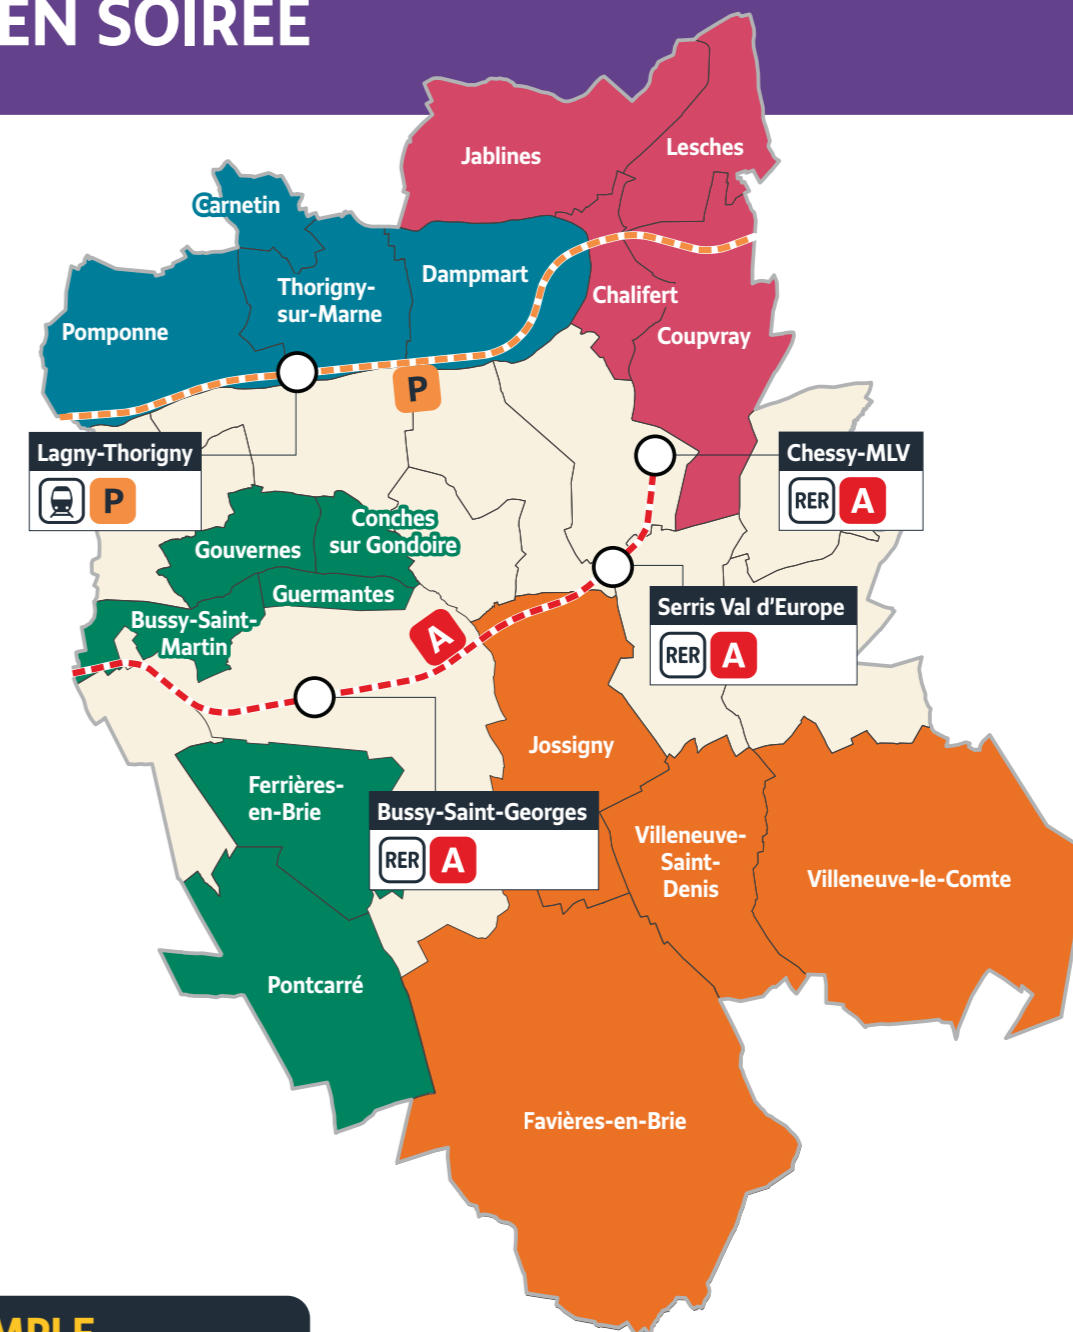 EN SOIRÉE
Jablines
Lesches
Carnetin
Dampmart
Thorigny-
sur-Marne
Chalifert
Pomponne
Coupvray
P
Lagny-Thorigny
P
Chessy-MLV
RER A
Conches
sur Gondoire
Gouvernes
Guermantes
Bussy-Saint-
Martin
A
Serris Val d'Europe
RER A
Jossigny
Ferrières-
en-Brie
Bussy-Saint-Georges
RER A
Villeneuve-
Saint-
Denis
Villeneuve-le-Comte
Pontcarré
Favières-en-Brie